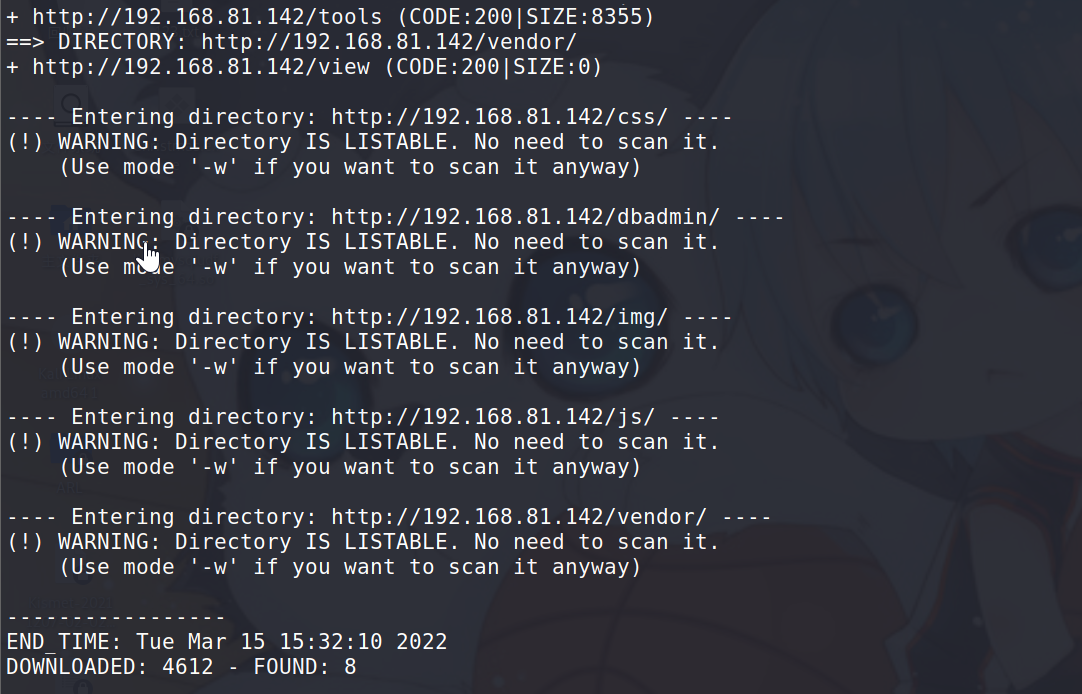 + http://192.168.81.142/tools (CODE:200|SIZE:8355)
==> DIRECTORY: http://192.168.81.142/vendor/
+ http://192.168.81.142/view (CODE:200|SIZE:0)
---- Entering directory: http://192.168.81.142/css/ ----
(!) WARNING: Directory IS LISTABLE. No need to scan it.
    (Use mode '-w' if you want to scan it anyway)
---- Entering directory: http://192.168.81.142/dbadmin/ ----
(!) WARNING: Directory IS LISTABLE. No need to scan it.
    (Use mode '-w' if you want to scan it anyway)
---- Entering directory: http://192.168.81.142/img/ ----
(!) WARNING: Directory IS LISTABLE. No need to scan it.
    (Use mode '-w' if you want to scan it anyway)
---- Entering directory: http://192.168.81.142/js/ ----
(!) WARNING: Directory IS LISTABLE. No need to scan it.
    (Use mode '-w' if you want to scan it anyway)
---- Entering directory: http://192.168.81.142/vendor/ ----
(!) WARNING: Directory IS LISTABLE. No need to scan it.
    (Use mode '-w' if you want to scan it anyway)
-----------------
END_TIME: Tue Mar 15 15:32:10 2022
DOWNLOADED: 4612 - FOUND: 8